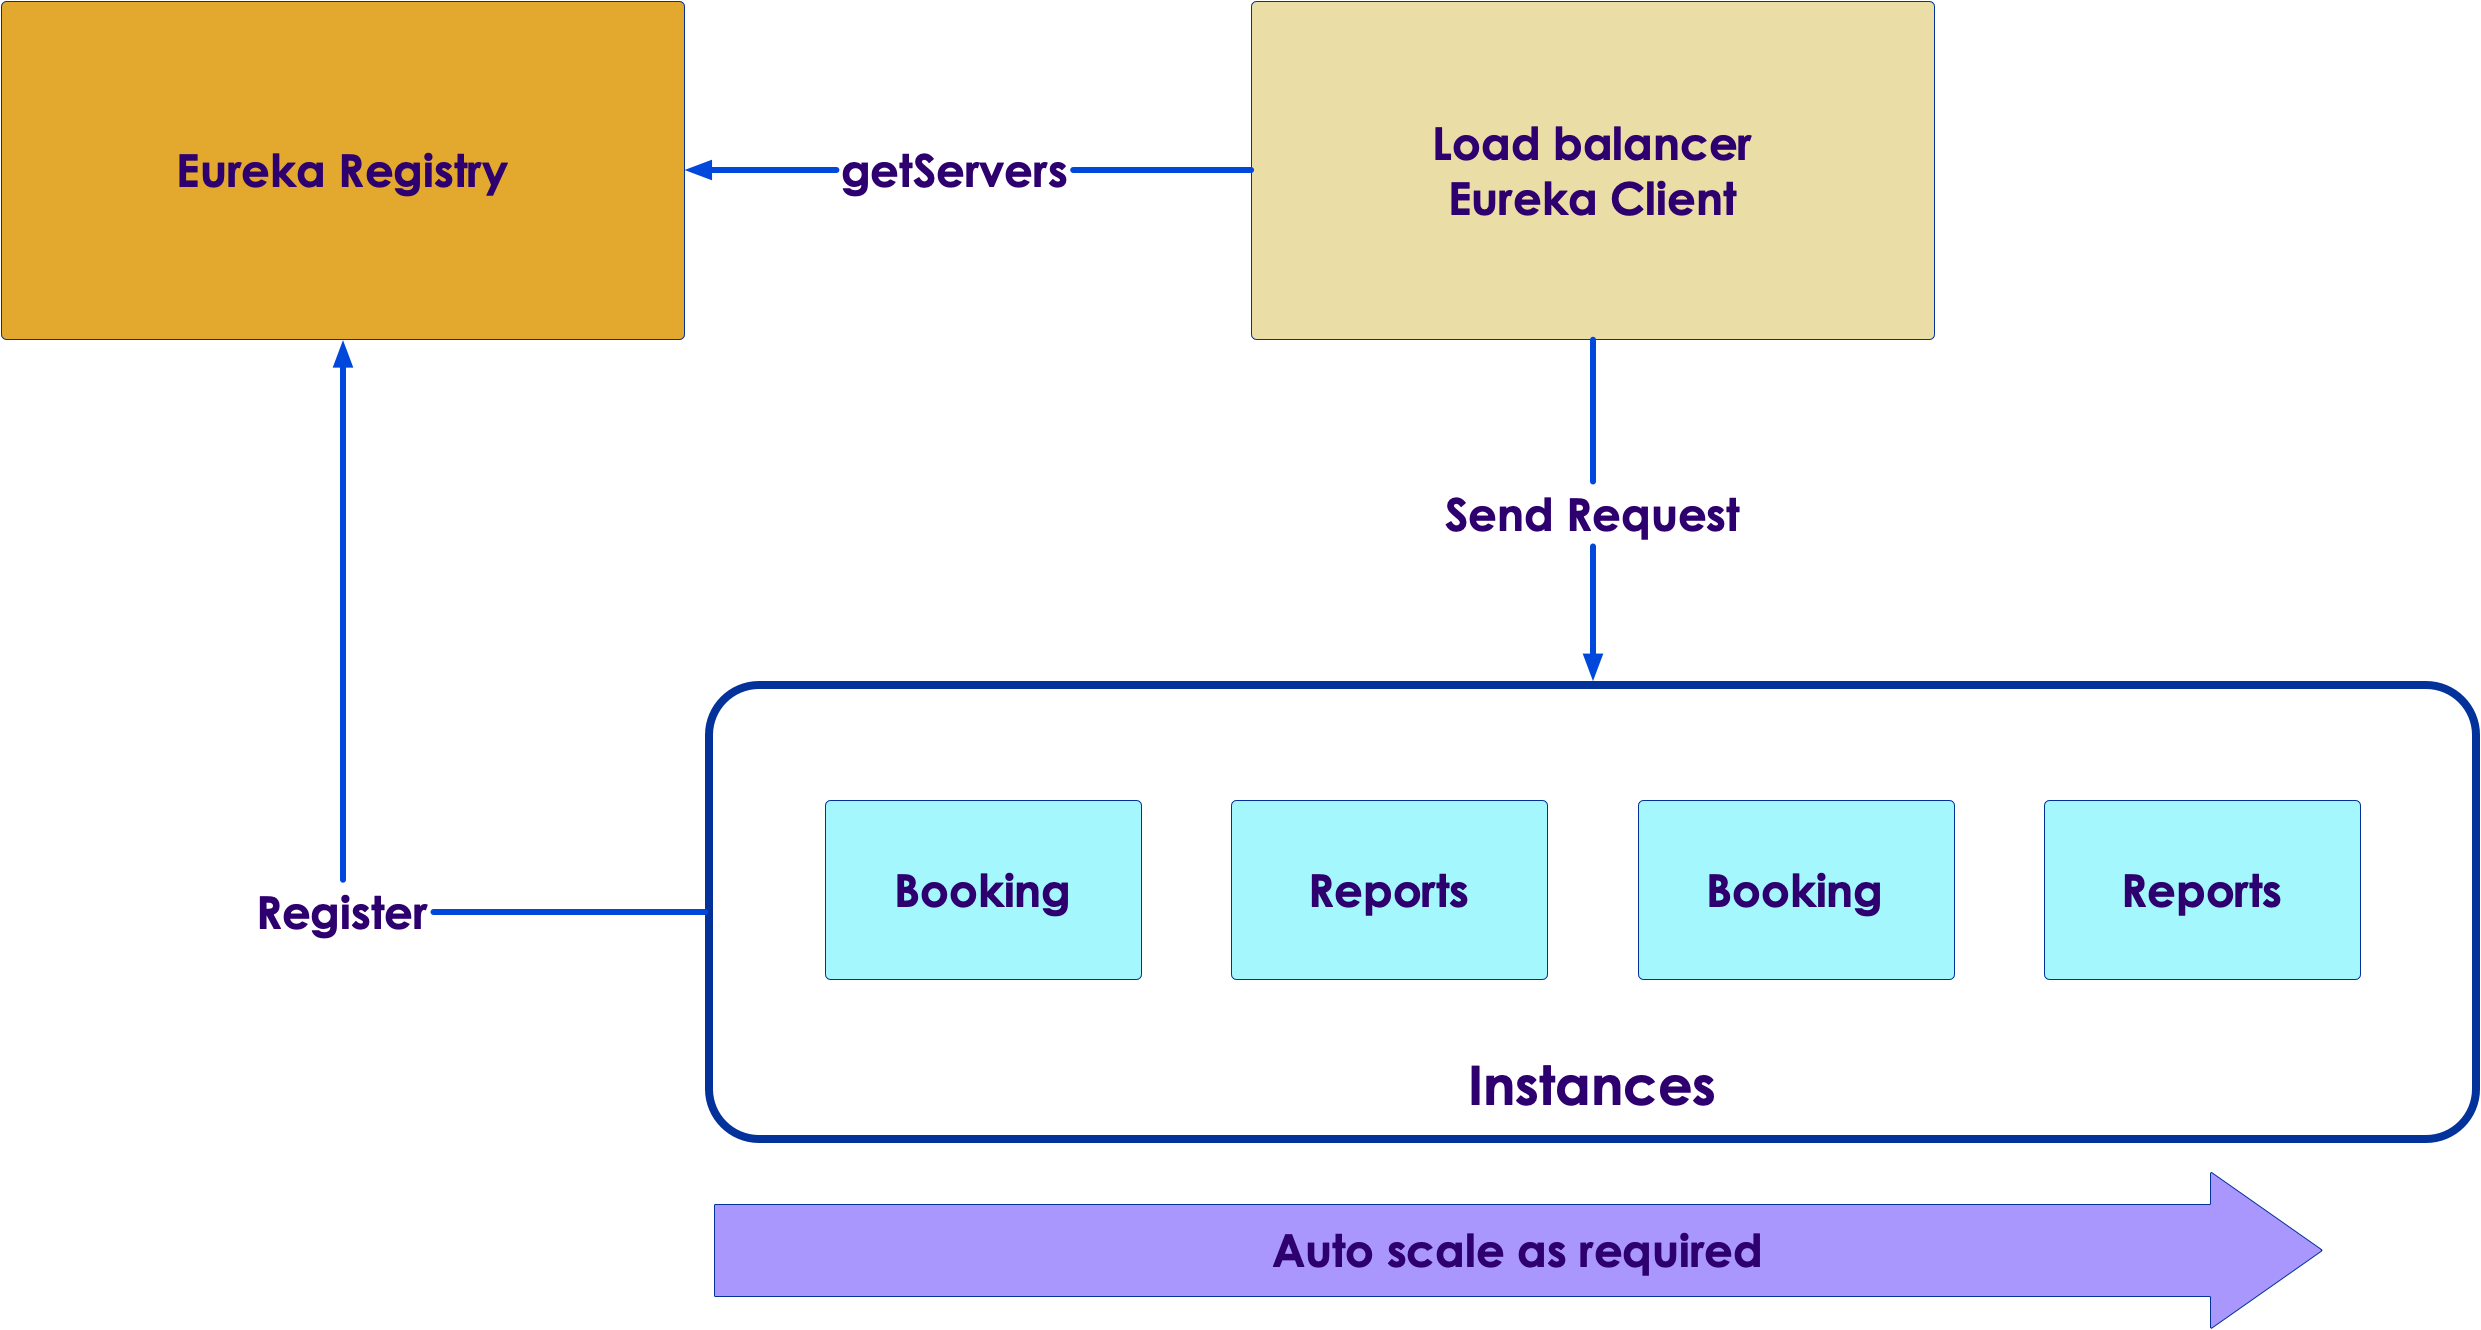 Eureka Registry
getServers
Load balancer
Eureka Client
Send Request
Register
Booking
Reports
Booking
Reports
Instances
Auto scale as required